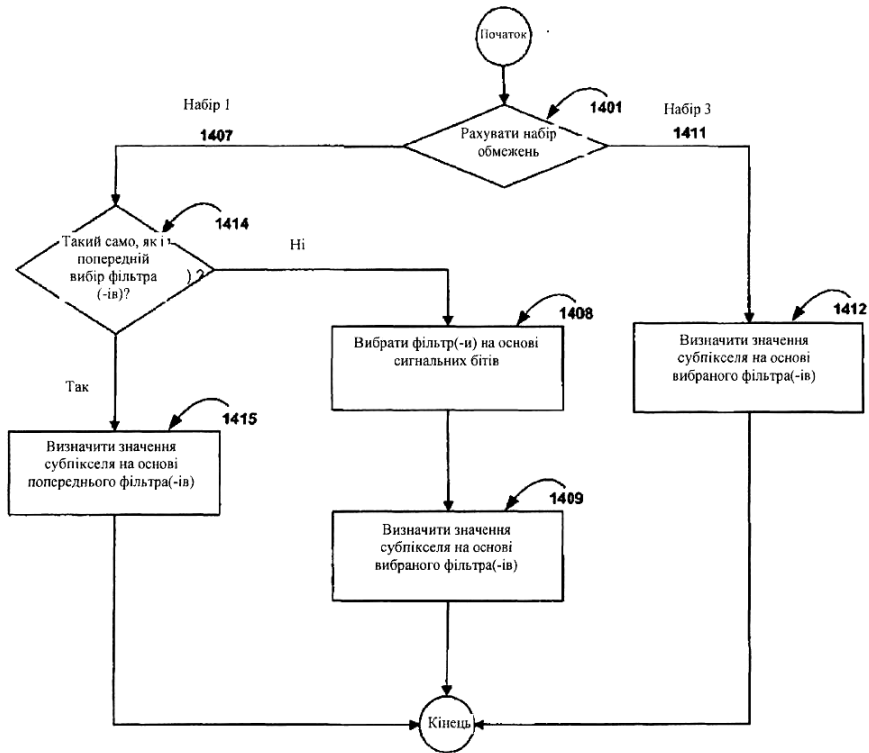 Початок
1401
Набір 1
1407
Рахувати набір
обмежень
Набір 3
1411
1414
Такий само, як і
попередній
вибір фільтра
(-ів)?
) ?
Ні
1408
Вибрати фільтр(-и) на основі
сигнальних бітів
1412
Визначити значення
субпікселя на основі
вибраного фільтра(-ів)
Так
1415
Визначити значення
субпікселя на основі
попереднього фільтра(-ів)
1409
Визначити значення
субпікселя на основі
вибраного фільтра(-ів)
Кінець